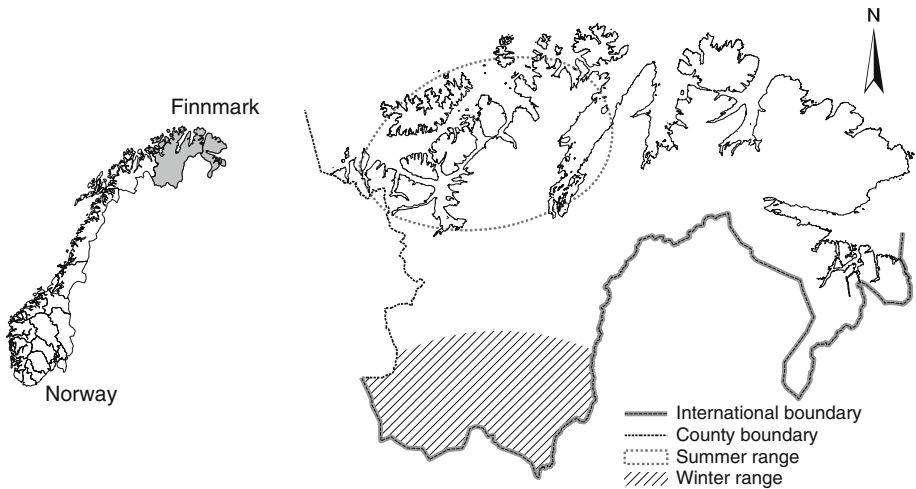 N
Finnmark
Norway
International boundary
County boundary
Summer range
Winter range